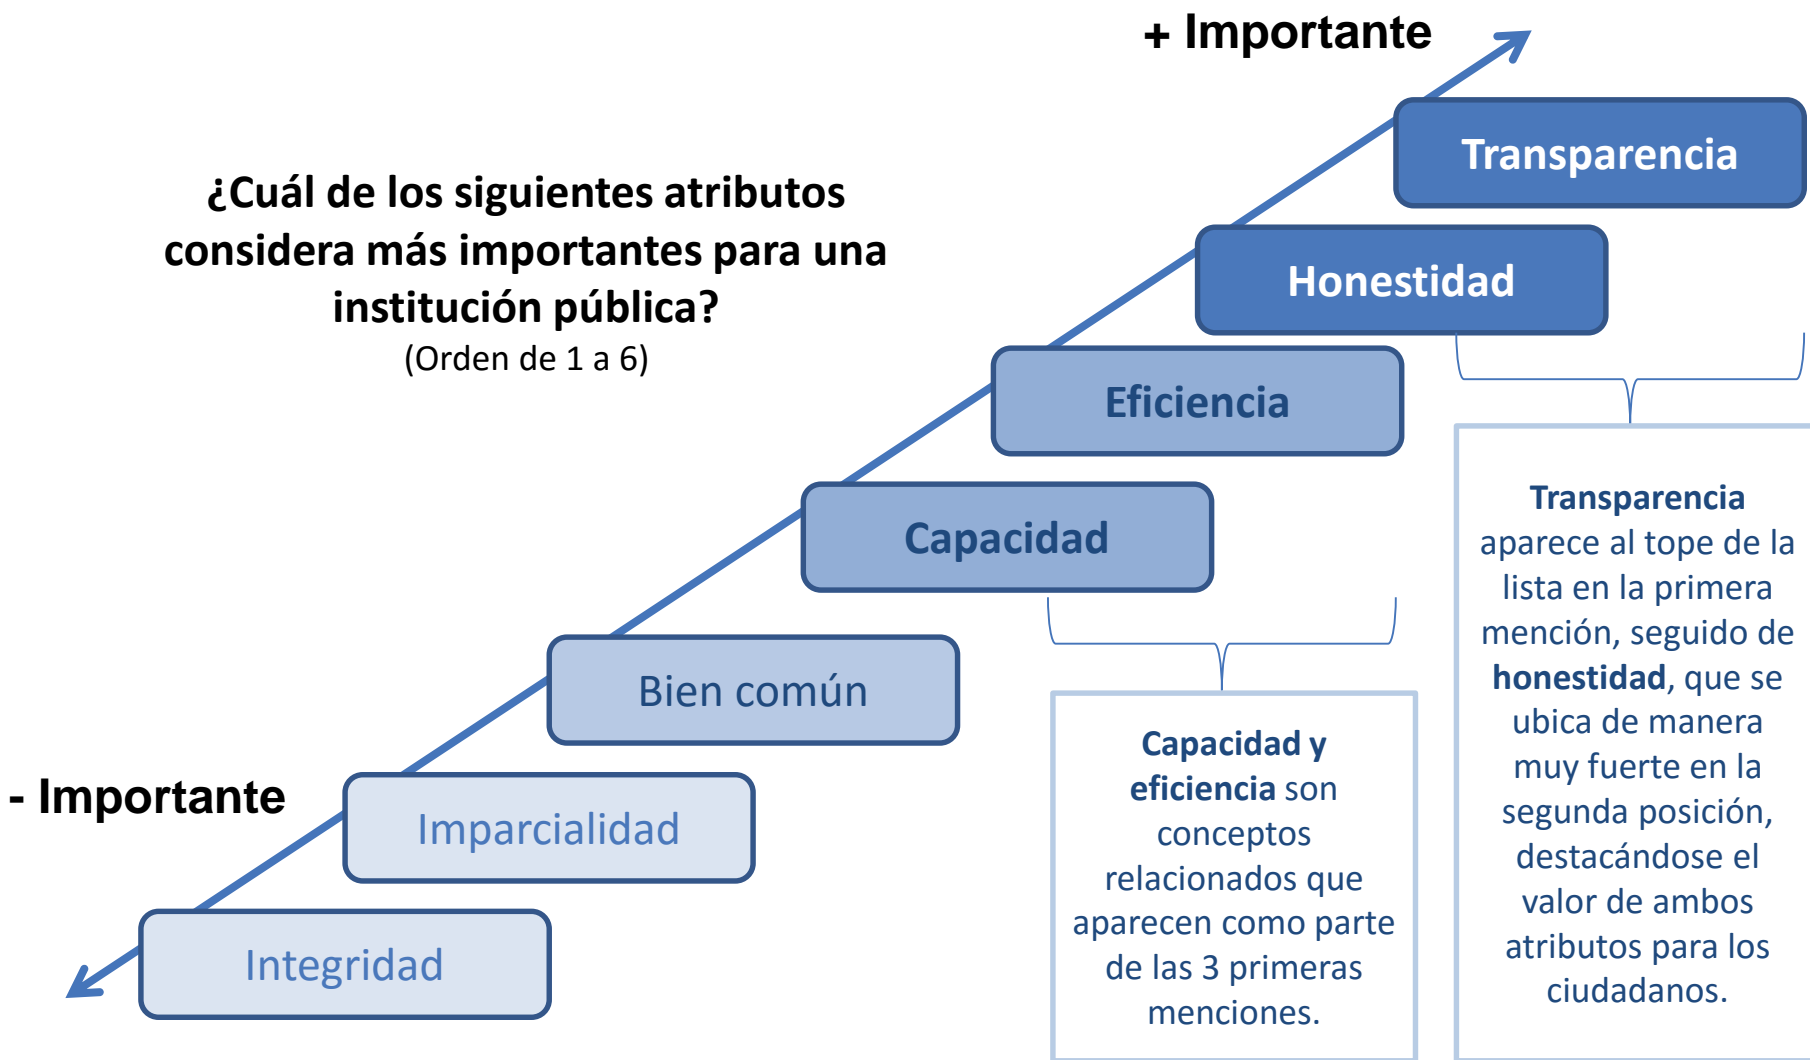 + Importante
Transparencia
¿Cuál de los siguientes atributos
considera más importantes para una
institución pública?
(Orden de 1 a 6)
Honestidad
Eficiencia
Capacidad
Bien común
- Importante
Imparcialidad
Integridad
Capacidad y
eficiencia son
conceptos
relacionados que
aparecen como parte
de las 3 primeras
menciones.
Transparencia
aparece al tope de la
lista en la primera
mención, seguido de
honestidad, que se
ubica de manera
muy fuerte en la
segunda posición,
destacándose el
valor de ambos
atributos para los
ciudadanos.